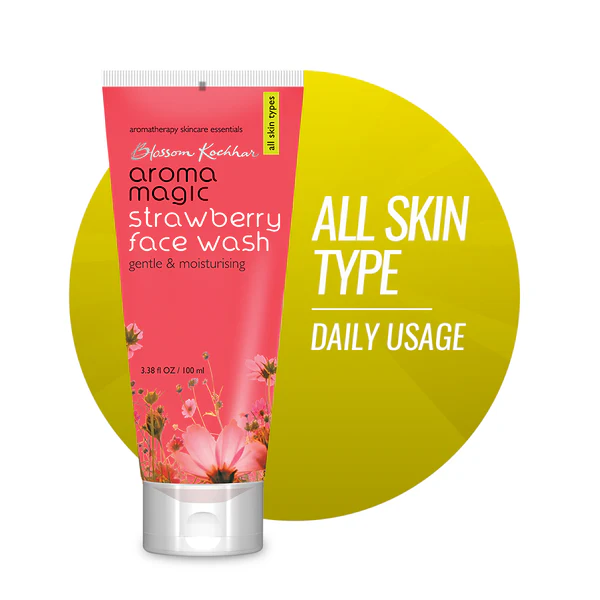 all skin types
aromatherapy skincare essentials
Blossom Kochhar
aroma
magic
strawberry
face wash
gentle & moisturising
3.38 fl OZ / 100 ml
ALL SKIN
TYPE
DAILY USAGE